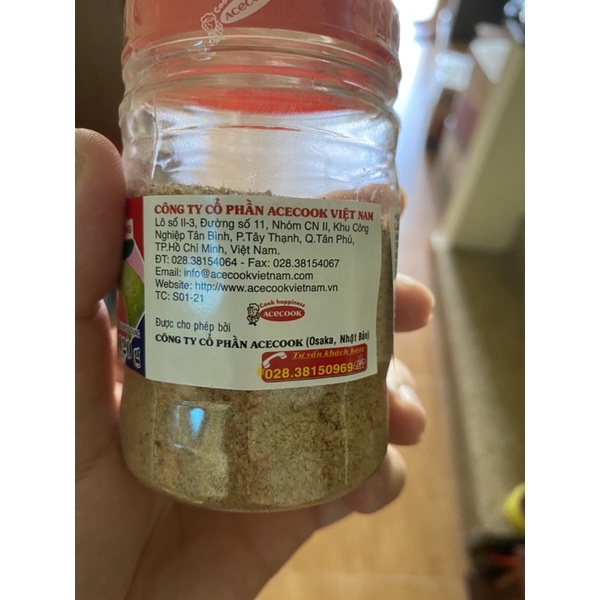 Cook happiness
ACECOOK
CÔNG TY CỔ PHẦN ACECOOK VIỆT NAM
Lô số II-3, Đường số 11, Nhóm CN II, Khu Công
Nghiệp Tân Bình, P.Tây Thạnh, Q.Tân Phú,
TP.Hồ Chí Minh, Việt Nam.
ĐT: 028.38154064 - Fax: 028.38154067
Email: info@acecookvietnam.com
Website: http://www.acecookvietnam.vn
TC: S01-21
Cook happiness
ACECOOK
Được cho phép bởi
CÔNG TY CỔ PHẦN ACECOOK (Osaka, Nhật Bản)
Tư vấn khách hàng
028.38150969